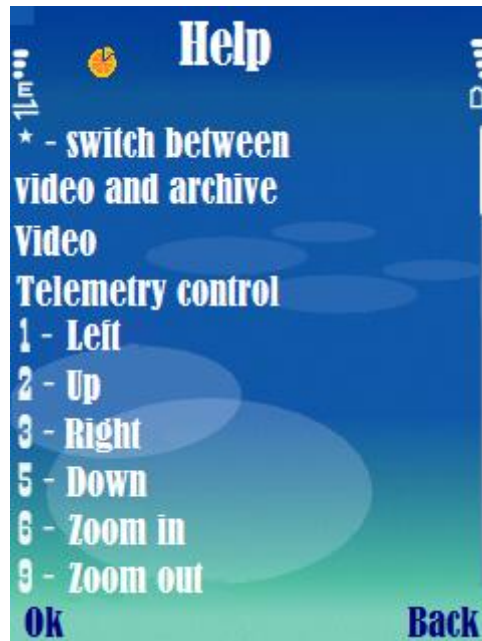 Help
E
* - switch between
video and archive
Video
Telemetry control
1 - Left
2 - Up
3 - Right
5 - Down
6 - Zoom in
9 - Zoom out
Ok Back